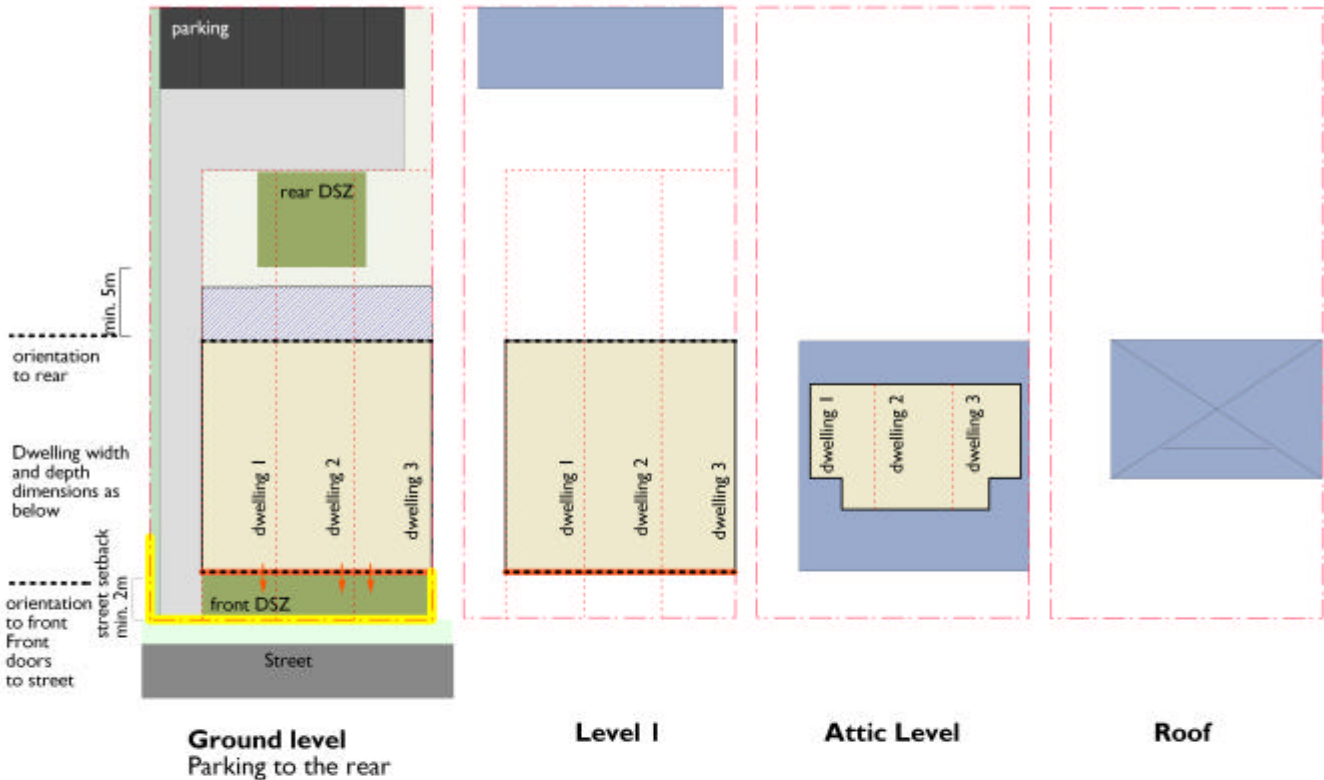 parking
rear DSZ
min. 5m
orientation
to rear
Dwelling width
and depth
dimensions as
below
dwelling 1
dwelling 2
dwelling 3
street setback
min. 2m
orientation
to front
Front
doors
to street
front DSZ
Street
Ground level
Parking to the rear
dwelling 1
dwelling 2
dwelling 3
Level 1
dwelling 1
dwelling 2
dwelling 3
Attic Level
Roof